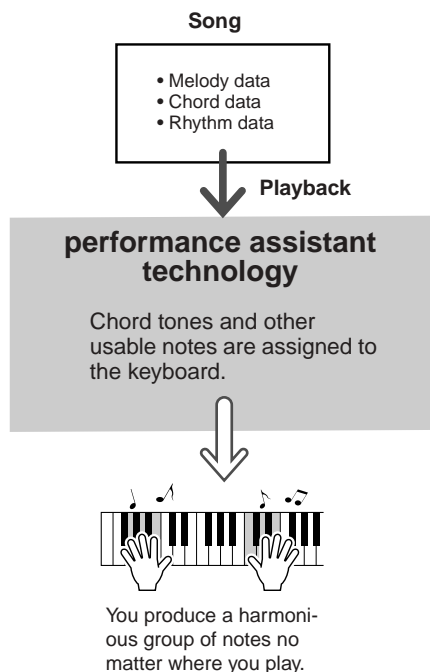 Song
• Melody data
• Chord data
• Rhythm data
Playback
performance assistant
technology
Chord tones and other
usable notes are assigned to
the keyboard.
You produce a harmoni-
ous group of notes no
matter where you play.